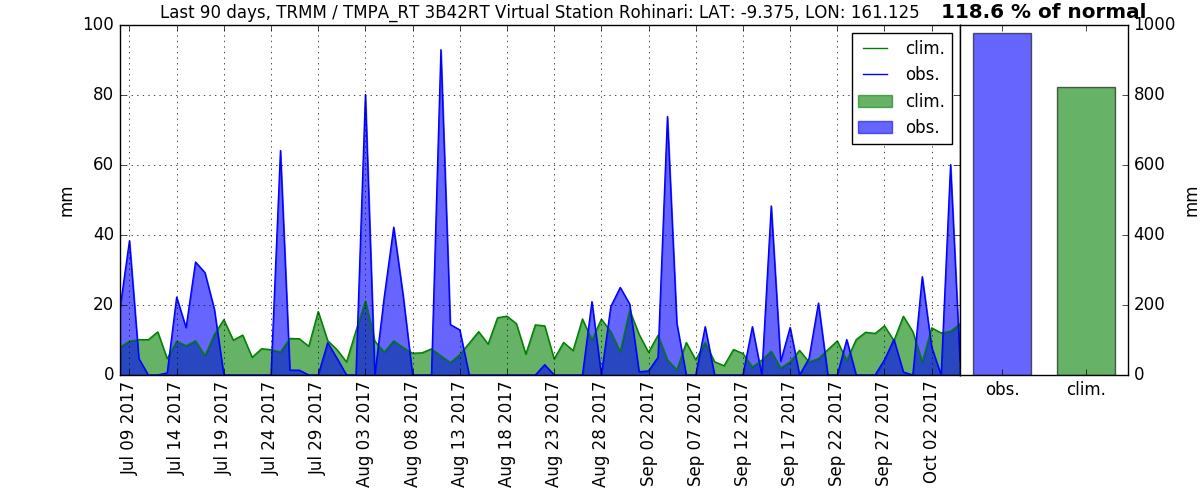 Last 90 days, TRMM / TMPA_RT 3B42RT Virtual Station Rohinari: LAT: -9.375, LON: 161.125
118.6 % of normal
100
80
60
40
20
0
mm
clim.
obs.
clim.
obs.
1000
800
600
400
200
0
mm
Jul 09 2017
Jul 14 2017
Jul 19 2017
Jul 24 2017
Jul 29 2017
Aug 03 2017
Aug 08 2017
Aug 13 2017
Aug 18 2017
Aug 23 2017
Aug 28 2017
Sep 02 2017
Sep 07 2017
Sep 12 2017
Sep 17 2017
Sep 22 2017
Sep 27 2017
Oct 02 2017
obs.
clim.